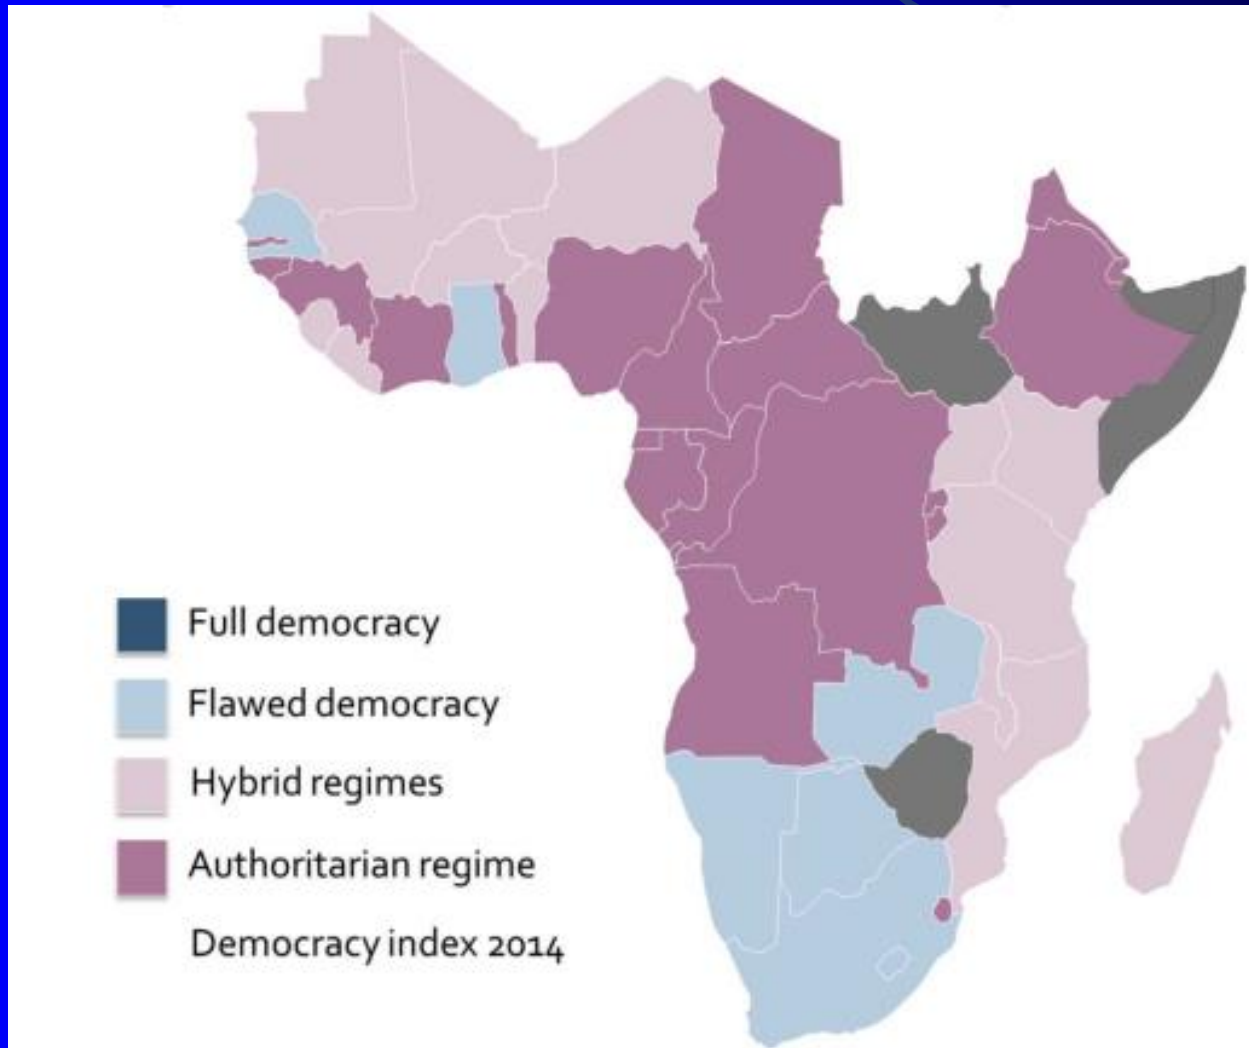 Full democracy
Flawed democracy
Hybrid regimes
Authoritarian regime
Democracy index 2014